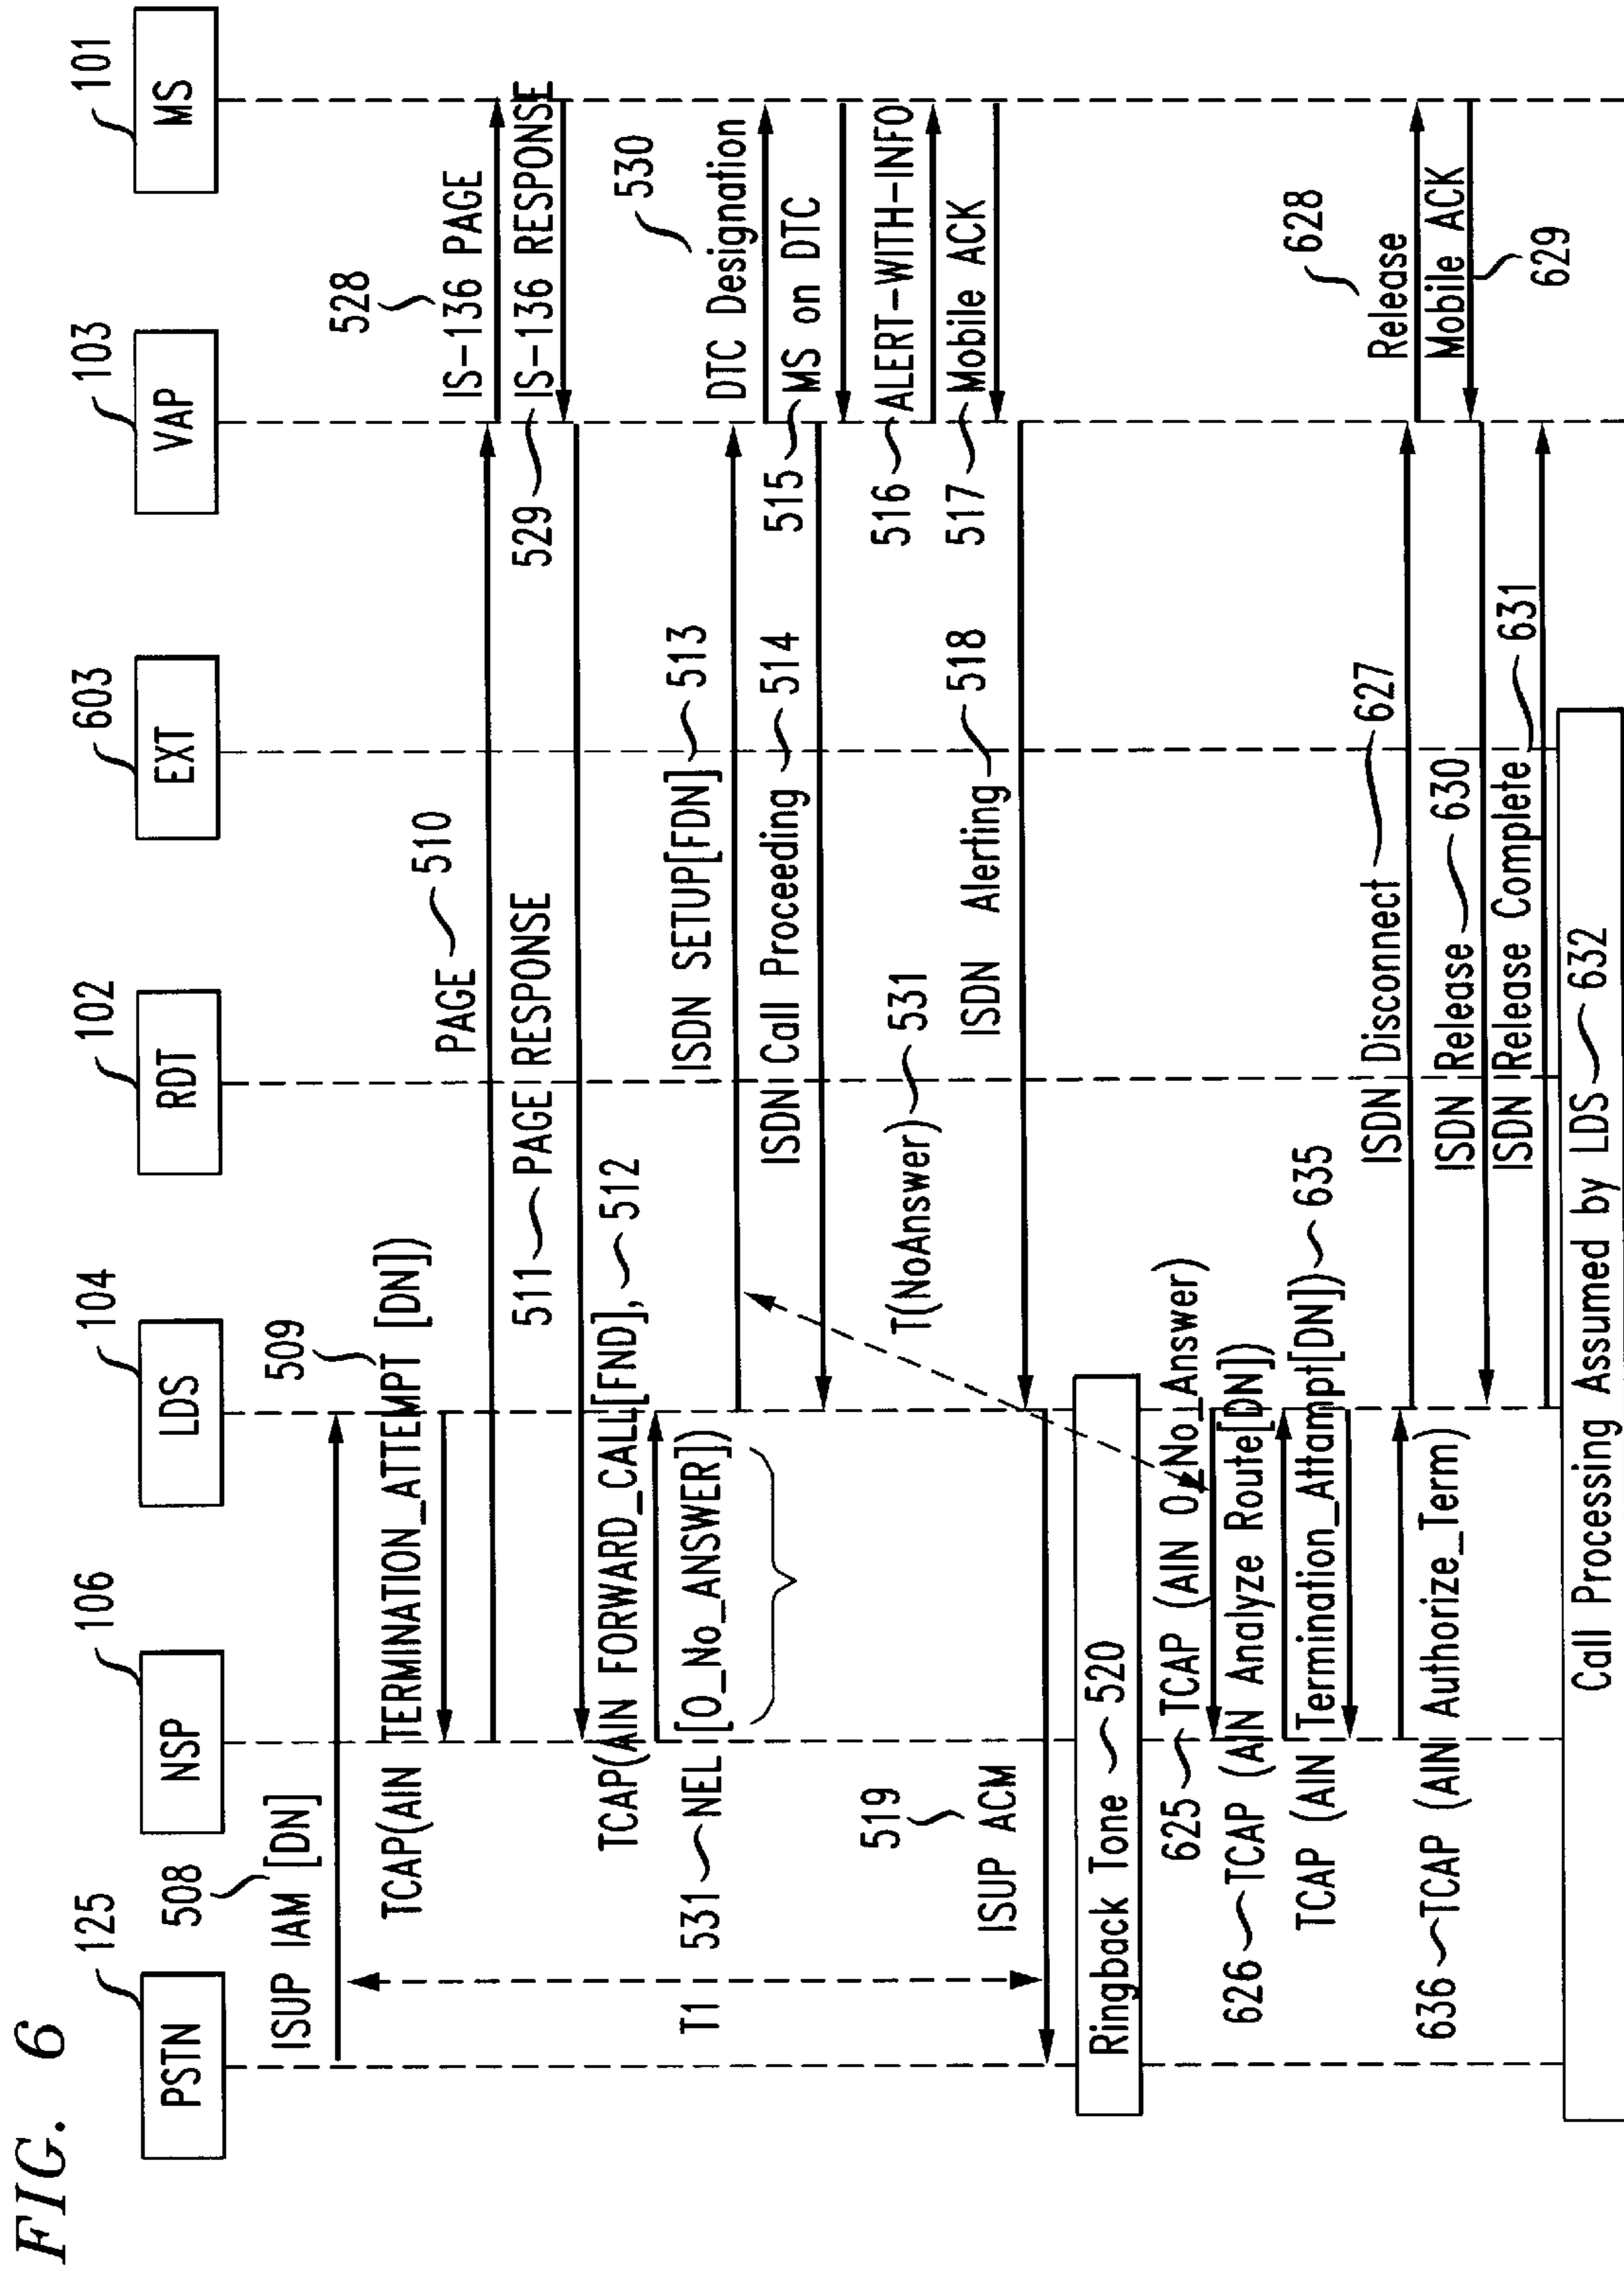 FIG. 6
125
PSTN
106
NSP
104
LDS
102
RDT
603
EXT
103
VAP
101
MS
508
ISUP IAM [DN]
509
TCAP(AIN TERMINATION_ATTEMPT [DN])
PAGE 510
528
IS-136 PAGE
529 IS-136 RESPONSE
511 PAGE RESPONSE
TCAP(AIN FORWARD_CALL[FND], 512
531 NEL [O_No_ANSWER])
T1
ISDN SETUP[FDN] 513
530
DTC Designation
ISDN Call Proceeding 514
515 MS on DTC
516 ALERT-WITH-INFO
517 Mobile ACK
T(NoAnswer) 531
ISDN Alerting 518
519
ISUP ACM
Ringback Tone 520
625 TCAP (AIN O_No_Answer)
626 TCAP (AN Analyze Route[DN])
TCAP (AIN Termination_Attampt[DN]) 635
636 TCAP (AIN Authorize_Term)
ISDN Disconnect 627
628
Release
Mobile ACK
629
ISDN Release 630
ISDN Release Complete 631
Call Processing Assumed by LDS 632